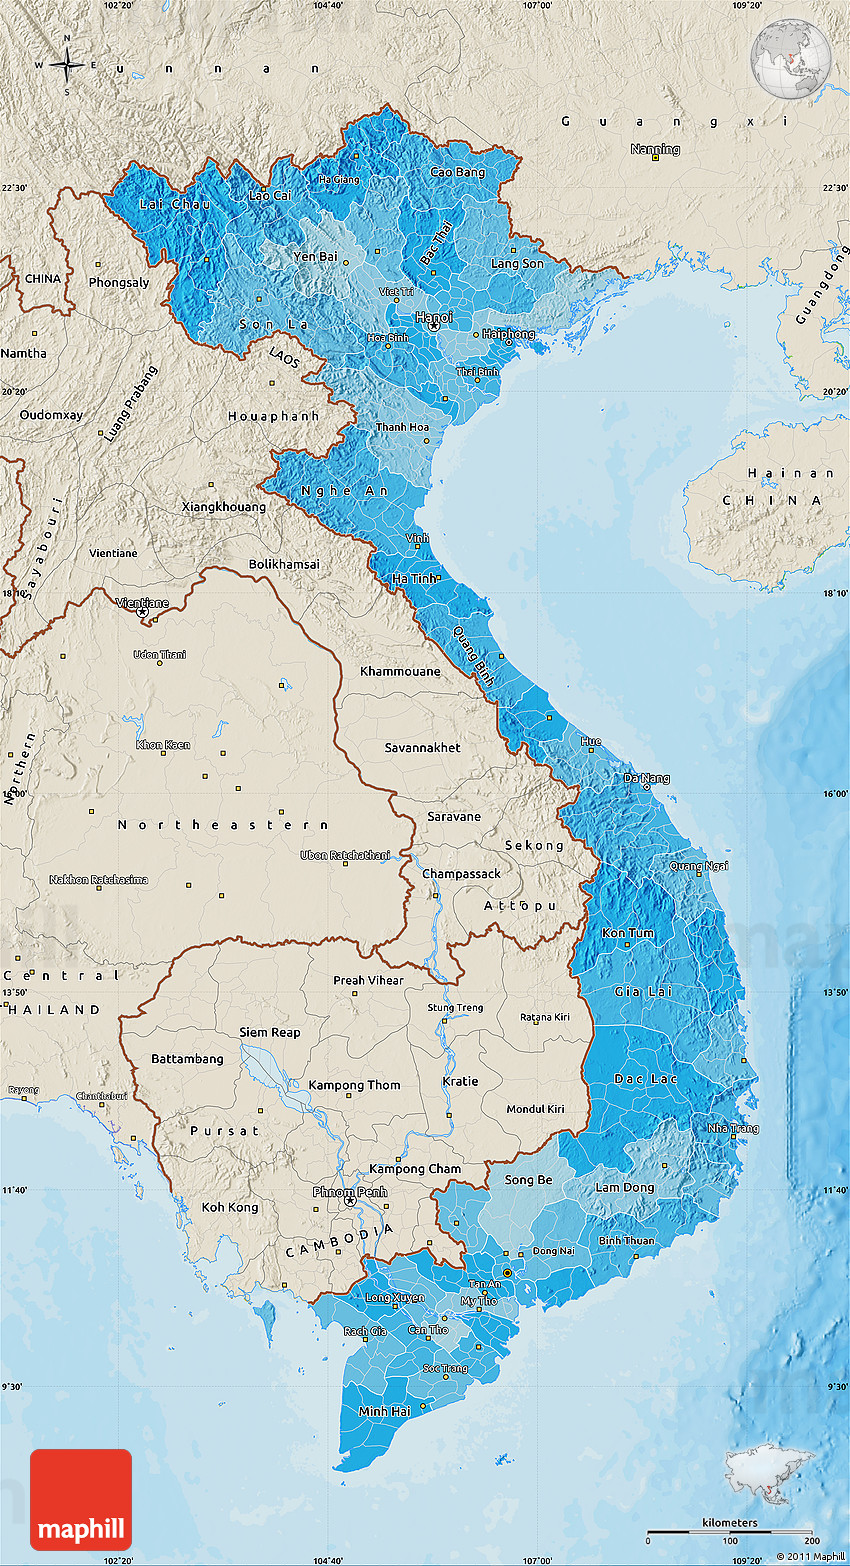 102°20'
104°40'
107°00'
109°20'
N
W E
S
u n n a n
G u a n g x i
Nanning
Cao Bang
Ha Giang
22°30'
22°30'
Lao Cai
Lai Chau
Bac Thai
Yen Bai
Lang Son
CHINA
Phongsaly
Guangdong
Viet Tri
Hanoi
Son La
Hoa Binh
Haiphong
Namtha
LAOS
Thai Binh
20°20'
20°20'
Luang Prabang
Oudomxay
Houaphanh
Thanh Hoa
Hainan
CHINA
Nghe An
Xiangkhouang
Sayabouri
Vinh
Vientiane
Bolikhamsai
Ha Tinh
18°10'
18°10'
Vientiane
Quang Binh
Udon Thani
Khammouane
Northern
Khon Kaen
Savannakhet
Hue
Da Nang
16°00'
16°00'
Saravane
Northeastern
Sekong
Ubon Ratchathani
Champassack
Quang Ngai
Nakhon Ratchasima
Attopu
Kon Tum
Central
Preah Vihear
13°50'
13°50'
Gia Lai
HAILAND
Stung Treng
Ratana Kiri
Siem Reap
Battambang
Kampong Thom
Kratie
Dac Lac
Rayong
Chanthaburi
Mondul Kiri
Pursat
Nha Trang
Kampong Cham
Song Be
11°40'
11°40'
Lam Dong
Phnom Penh
Koh Kong
CAMBODIA
Binh Thuan
Dong Nai
Tan An
Long Xuyen
My Tho
Rach Gia
Can Tho
Soc Trang
9°30'
9°30'
Minh Hai
maphill
kilometers
0 100 200
102°20'
104°40'
107°00'
109°20'
© 2011 Maphill